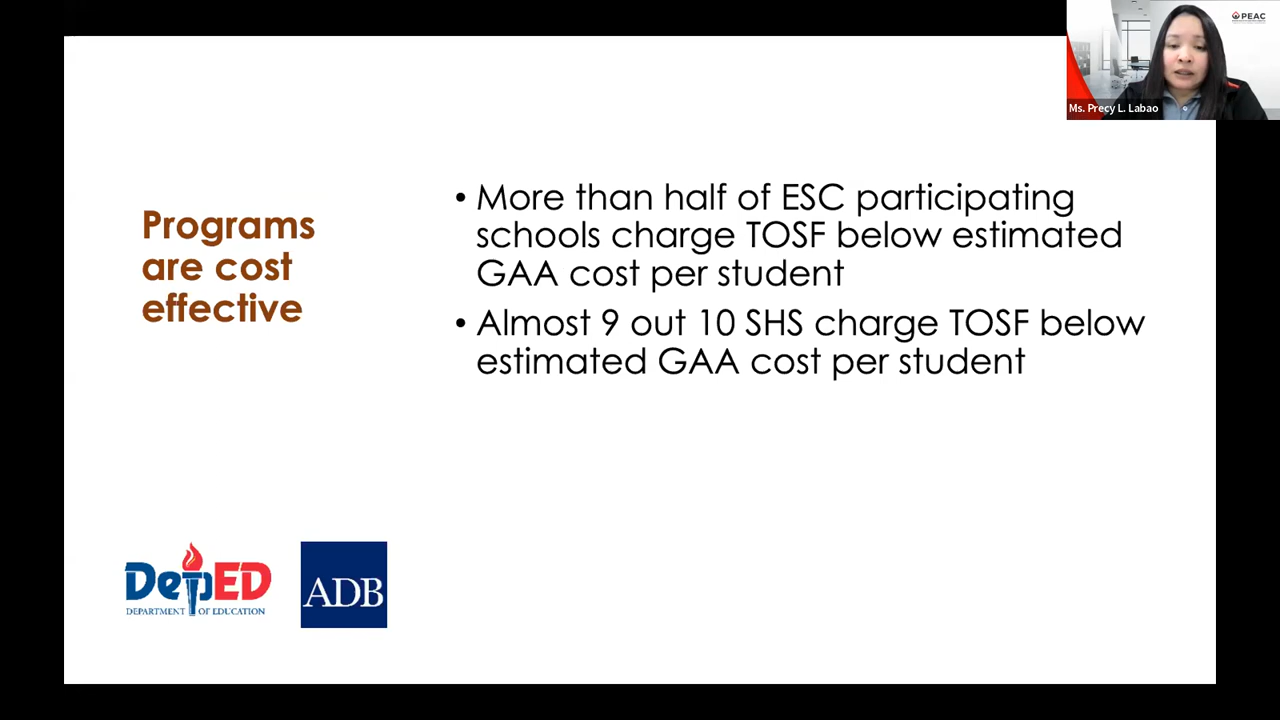 PEAC
Ms. Precy L. Labao
Programs
are cost
effective
• More than half of ESC participating
schools charge TOSF below estimated
GAA cost per student
• Almost 9 out 10 SHS charge TOSF below
estimated GAA cost per student
DepED
DEPARTMENT OF EDUCATION
ADB